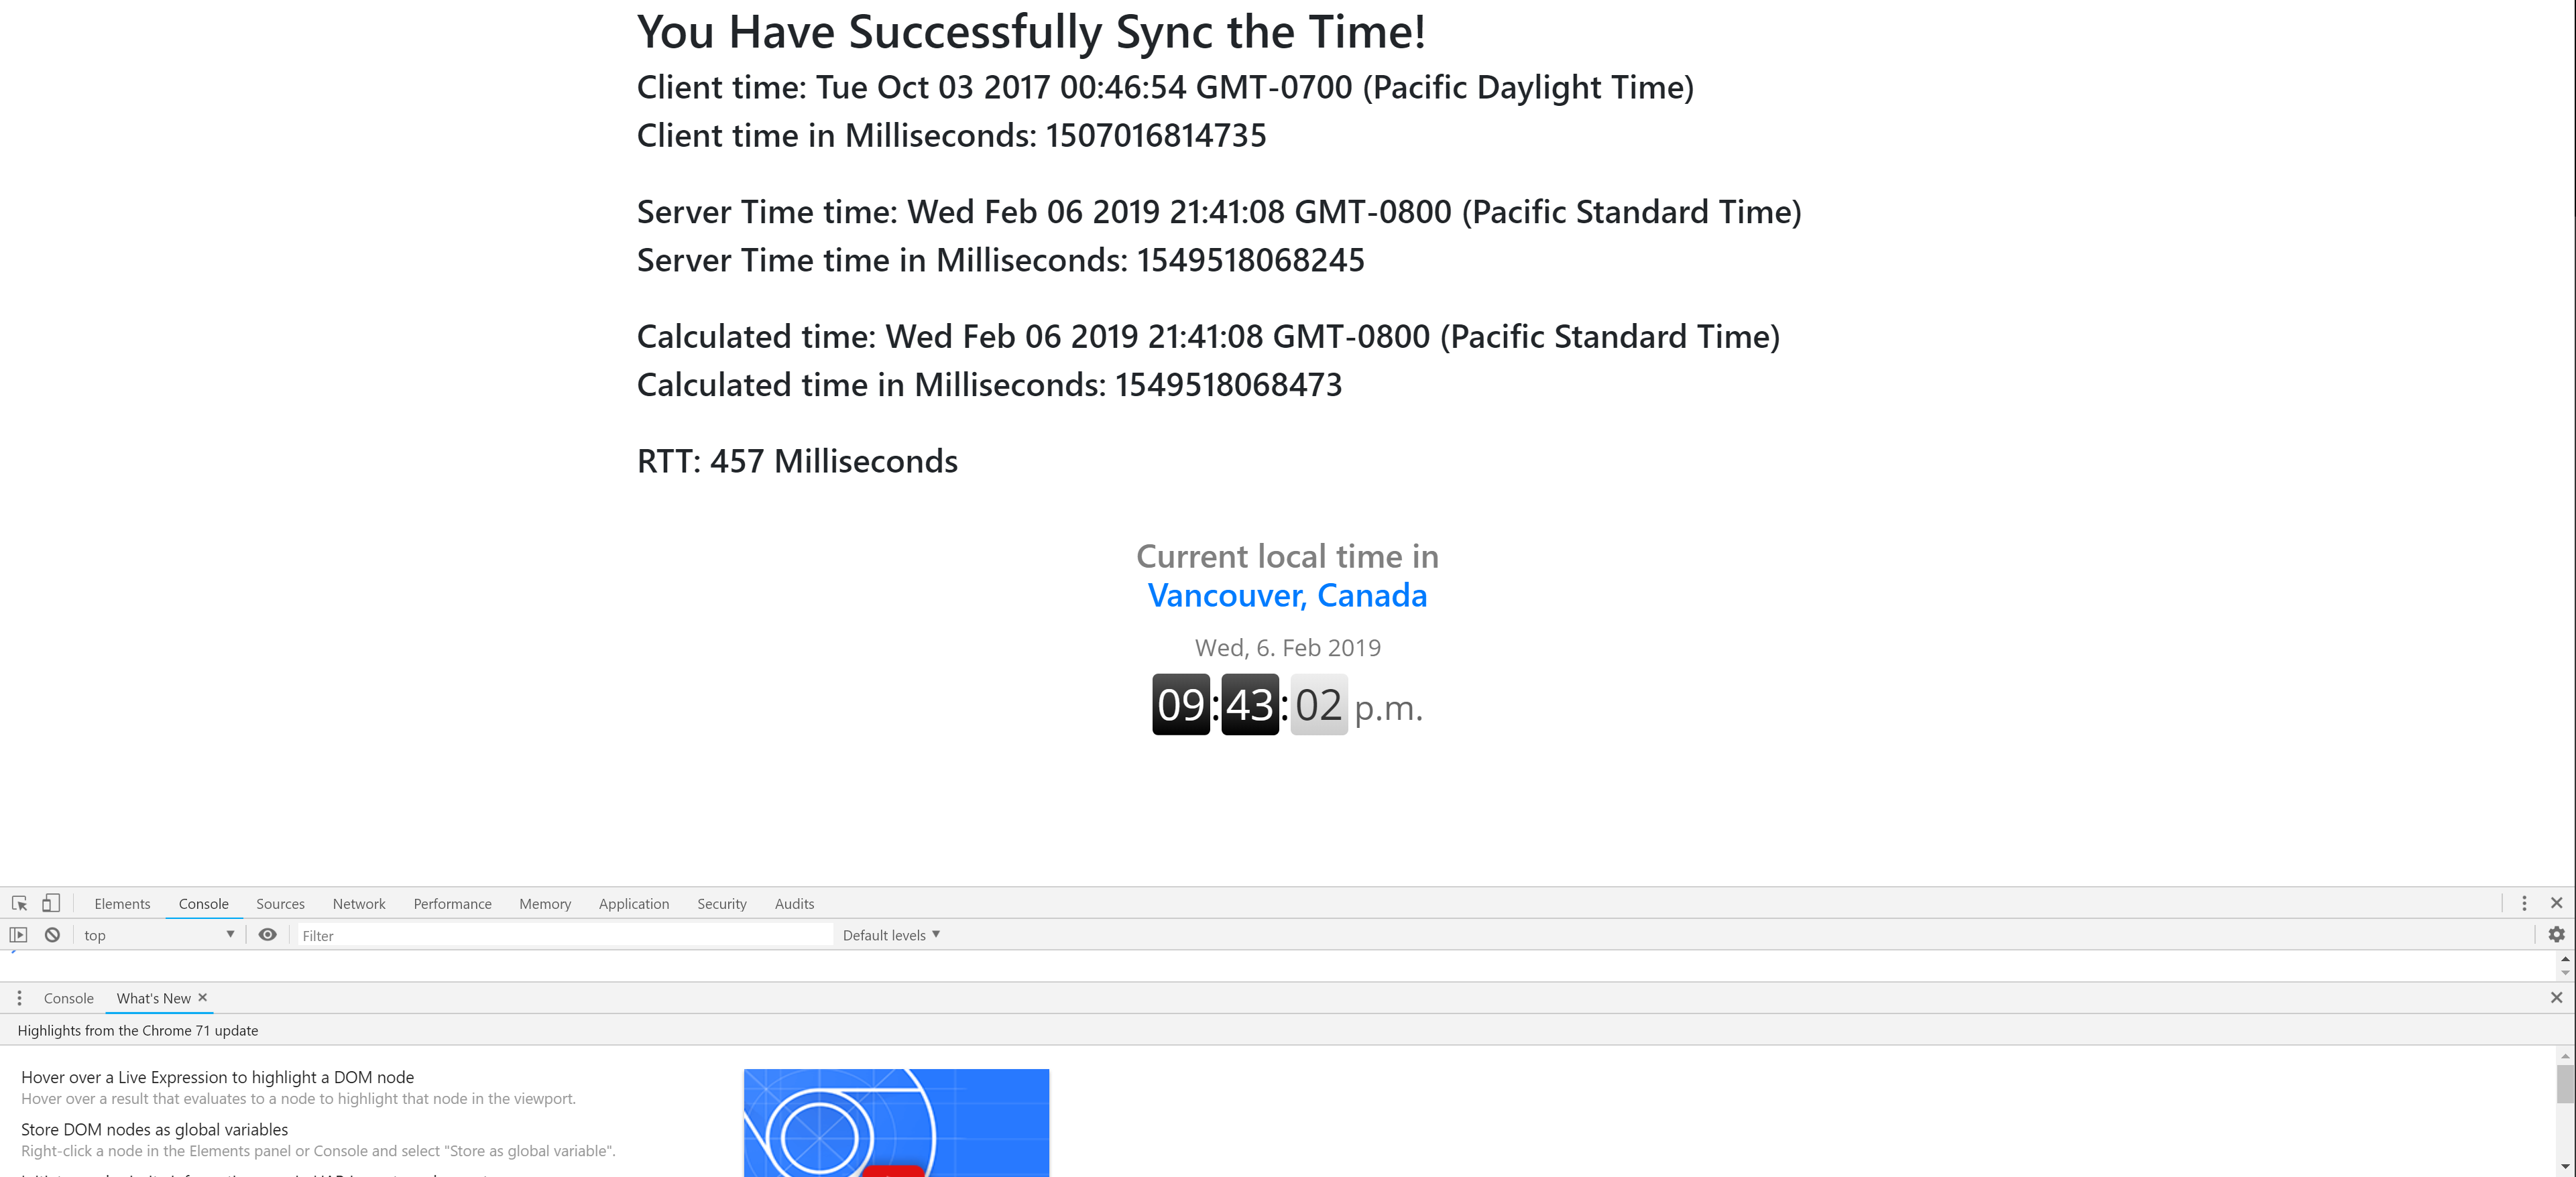 You Have Successfully Sync the Time!
Client time: Tue Oct 03 2017 00:46:54 GMT-0700 (Pacific Daylight Time)
Client time in Milliseconds: 1507016814735
Server Time time: Wed Feb 06 2019 21:41:08 GMT-0800 (Pacific Standard Time)
Server Time time in Milliseconds: 1549518068245
Calculated time: Wed Feb 06 2019 21:41:08 GMT-0800 (Pacific Standard Time)
Calculated time in Milliseconds: 1549518068473
RTT: 457 Milliseconds
Current local time in
Vancouver, Canada
Wed, 6. Feb 2019
09:43:02 p.m.
Elements Console Sources Network Performance Memory Application Security Audits
top Filter Default levels
Console What's New
Highlights from the Chrome 71 update
Hover over a Live Expression to highlight a DOM node
Hover over a result that evaluates to a node to highlight that node in the viewport.
Store DOM nodes as global variables
Right-click a node in the Elements panel or Console and select "Store as global variable".